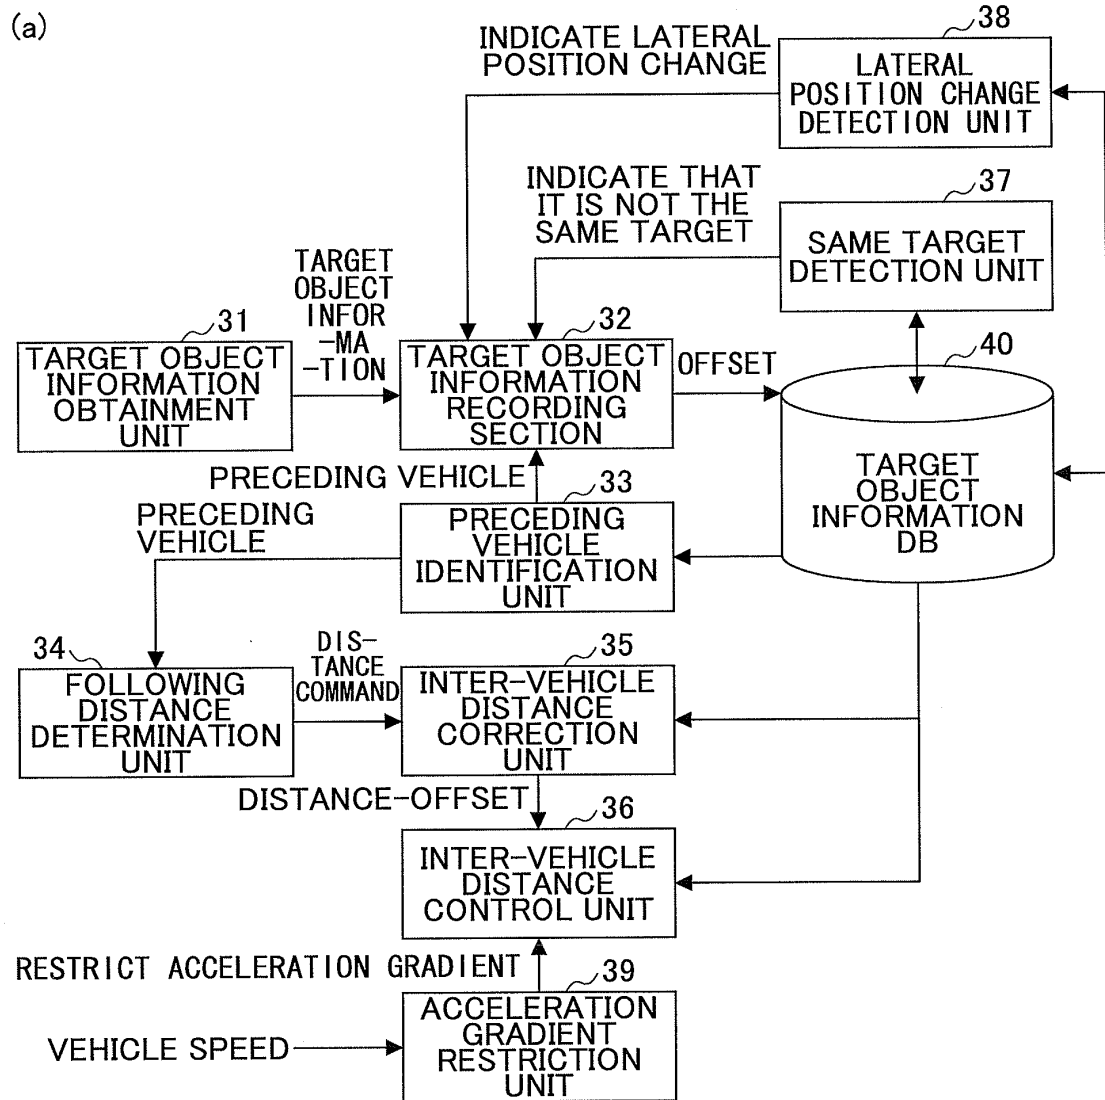 (a)
38
INDICATE LATERAL
POSITION CHANGE
LATERAL
POSITION CHANGE
DETECTION UNIT
37
INDICATE THAT
IT IS NOT THE
SAME TARGET
SAME TARGET
DETECTION UNIT
TARGET
OBJECT
INFOR
-MA
-TION
31
TARGET OBJECT
INFORMATION
OBTAINMENT
UNIT
32
TARGET OBJECT
INFORMATION
RECORDING
SECTION
OFFSET
40
TARGET
OBJECT
INFORMATION
DB
PRECEDING VEHICLE
33
PRECEDING
VEHICLE
PRECEDING
VEHICLE
IDENTIFICATION
UNIT
34
FOLLOWING
DISTANCE
DETERMINATION
UNIT
DIS-
TANCE
COMMAND
35
INTER-VEHICLE
DISTANCE
CORRECTION
UNIT
DISTANCE-OFFSET
36
INTER-VEHICLE
DISTANCE
CONTROL UNIT
RESTRICT ACCELERATION GRADIENT
39
ACCELERATION
GRADIENT
RESTRICTION
UNIT
VEHICLE SPEED